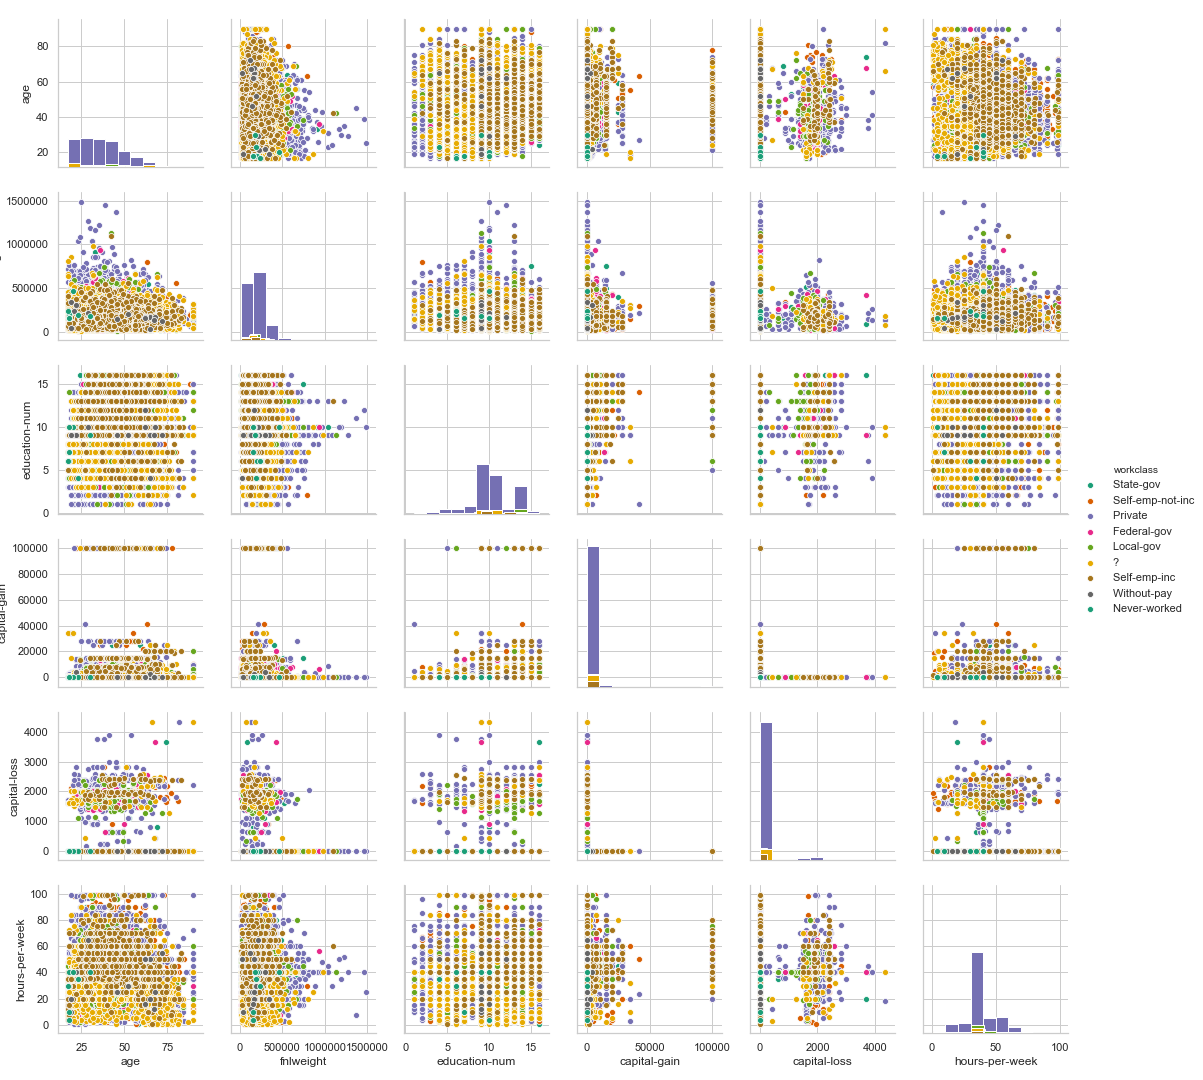 80
60
40
20
age
1500000
1000000
500000
0
15
10
5
0
education-num
100000
80000
60000
40000
20000
0
capital-gain
4000
3000
2000
1000
0
capital-loss
100
80
60
40
20
0
hours-per-week
25 50 75
age
0 500000 1000000 1500000
fnlweight
0 5 10 15
education-num
0 50000 100000
capital-gain
0 2000 4000
capital-loss
0 50 100
hours-per-week
workclass
State-gov
Self-emp-not-inc
Private
Federal-gov
Local-gov
?
Self-emp-inc
Without-pay
Never-worked